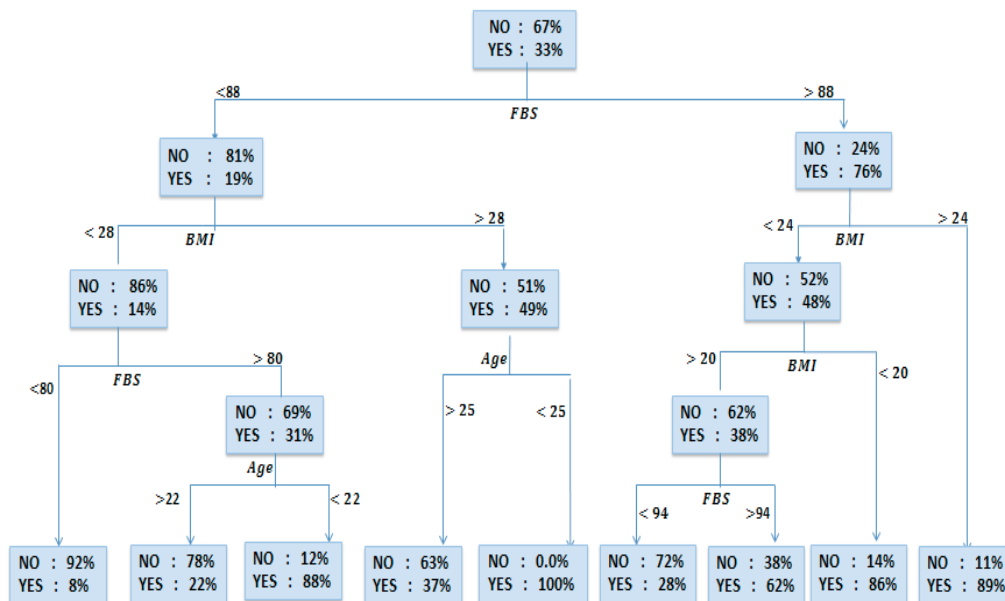 NO : 67%
YES : 33%
<88
> 88
FBS
NO : 81%
YES : 19%
NO : 24%
YES : 76%
< 28
> 28
BMI
< 24
> 24
BMI
NO : 86%
YES : 14%
NO : 51%
YES : 49%
NO : 52%
YES : 48%
<80
> 80
FBS
Age
> 20
< 20
BMI
NO : 69%
YES : 31%
> 25
< 25
NO : 62%
YES : 38%
Age
>22
< 22
< 94
>94
FBS
NO : 92%
YES : 8%
NO : 78%
YES : 22%
NO : 12%
YES : 88%
NO : 63%
YES : 37%
NO : 0.0%
YES : 100%
NO : 72%
YES : 28%
NO : 38%
YES : 62%
NO : 14%
YES : 86%
NO : 11%
YES : 89%